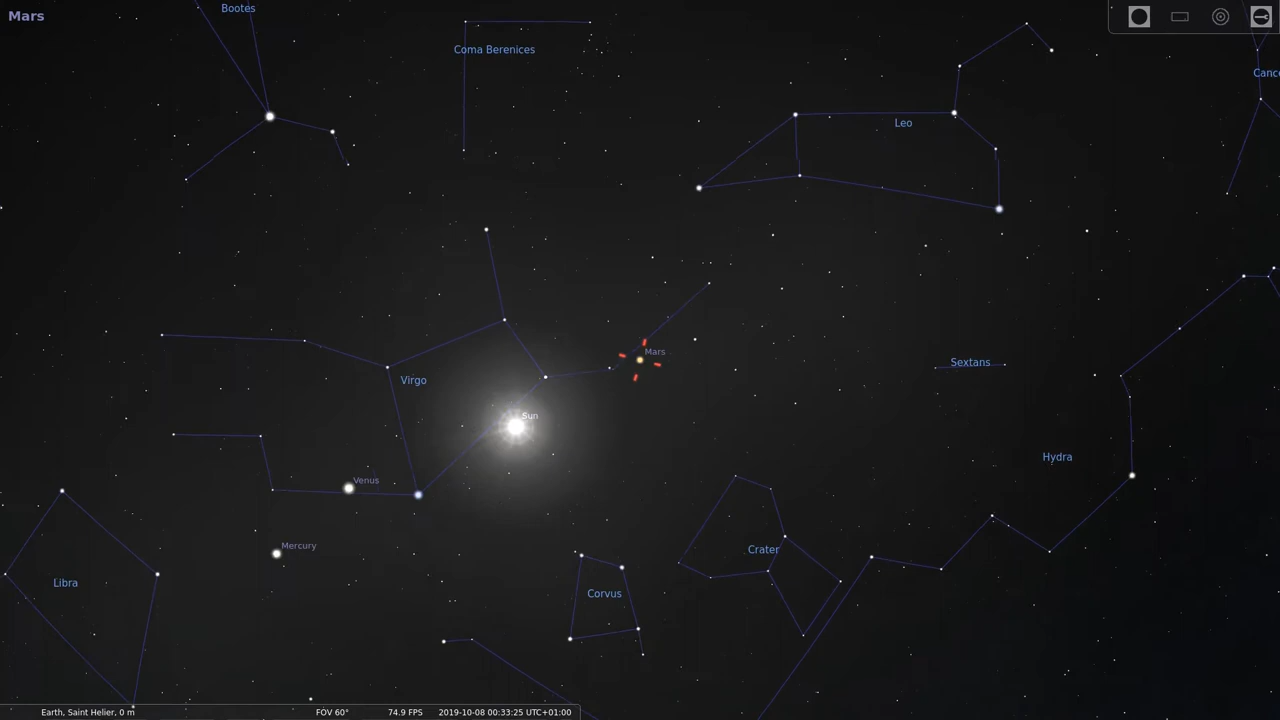 Mars
Bootes
Coma Berenices
Cance
Leo
Mars
Sextans
Virgo
Sun
Hydra
Venus
Mercury
Crater
Libra
Corvus
Earth, Saint Helier, 0 m
FOV 60°
74.9 FPS
2019-10-08 00:33:25 UTC+01:00